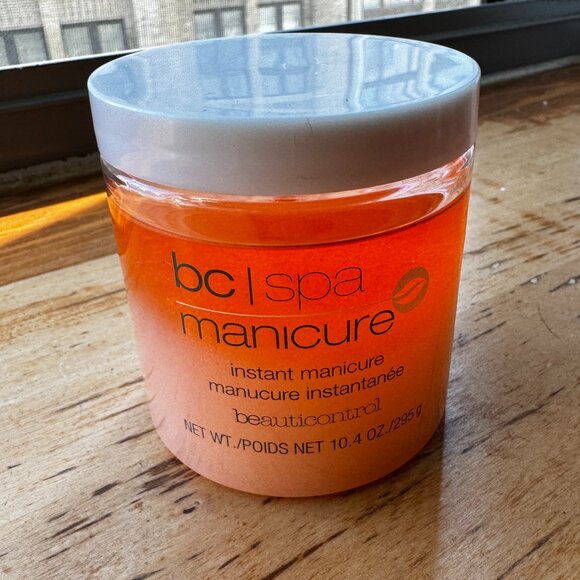 bc | spa
manicure
instant manicure
manucure instantanée
beauticontrol
NET WT./POIDS NET 10.4 OZ./295 g